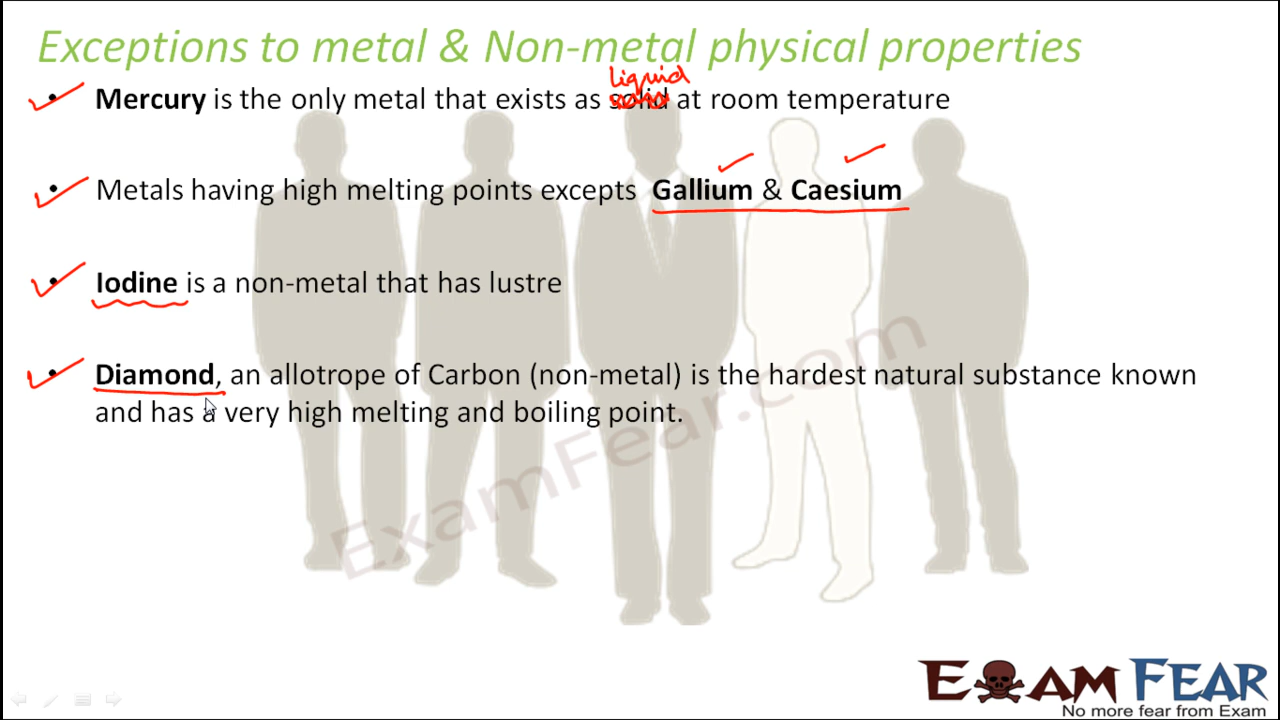 Exceptions to metal & Non-metal physical properties
liquid
• Mercury is the only metal that exists as solid at room temperature
• Metals having high melting points excepts Gallium & Caesium
• Iodine is a non-metal that has lustre
• Diamond, an allotrope of Carbon (non-metal) is the hardest natural substance known
and has a very high melting and boiling point.
ExamFear.com
EXAM FEAR
No more fear from Exam